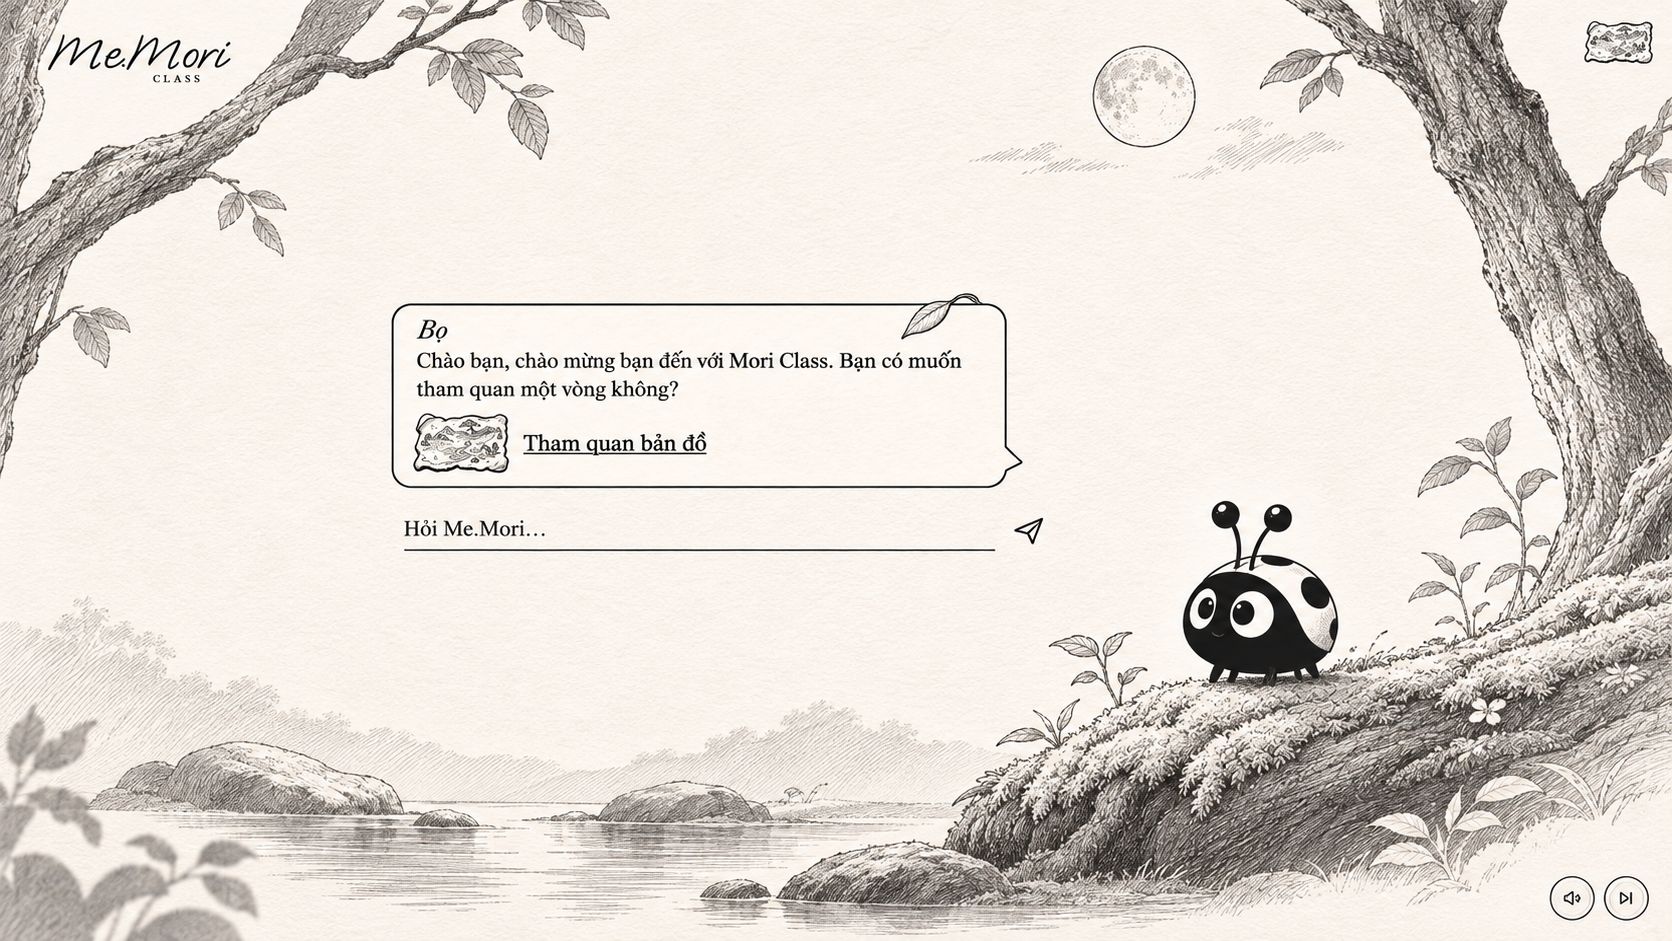 Me.Mori
CLASS
Bọ
Chào bạn, chào mừng bạn đến với Mori Class. Bạn có muốn
tham quan một vòng không?
Tham quan bản đồ
Hỏi Me.Mori...